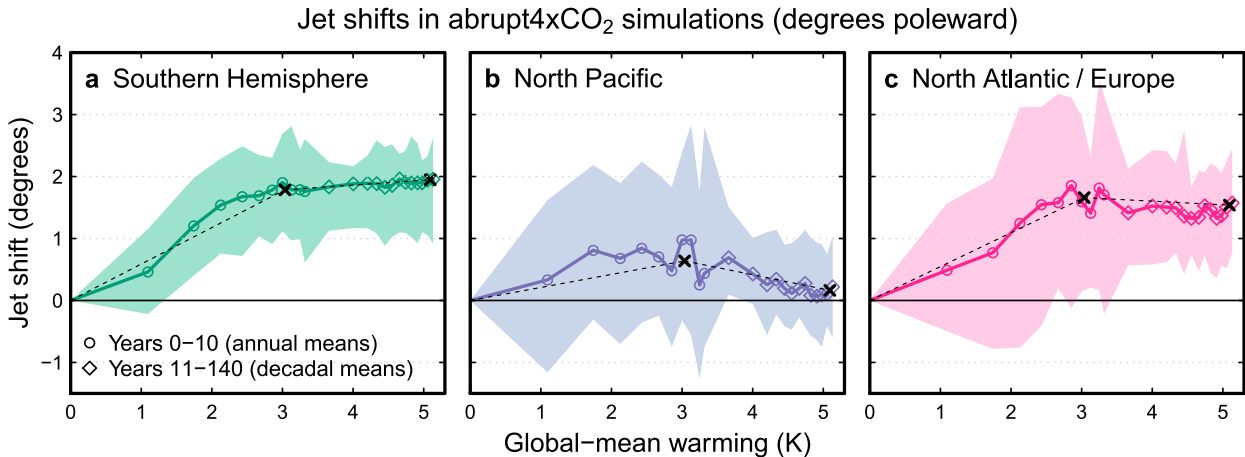 Jet shifts in abrupt4xCO₂ simulations (degrees poleward)
a Southern Hemisphere
b North Pacific
c North Atlantic / Europe
Jet shift (degrees)
4
3
2
1
0
−1
Years 0−10 (annual means)
Years 11−140 (decadal means)
0 1 2 3 4 5
0 1 2 3 4 5
0 1 2 3 4 5
Global−mean warming (K)